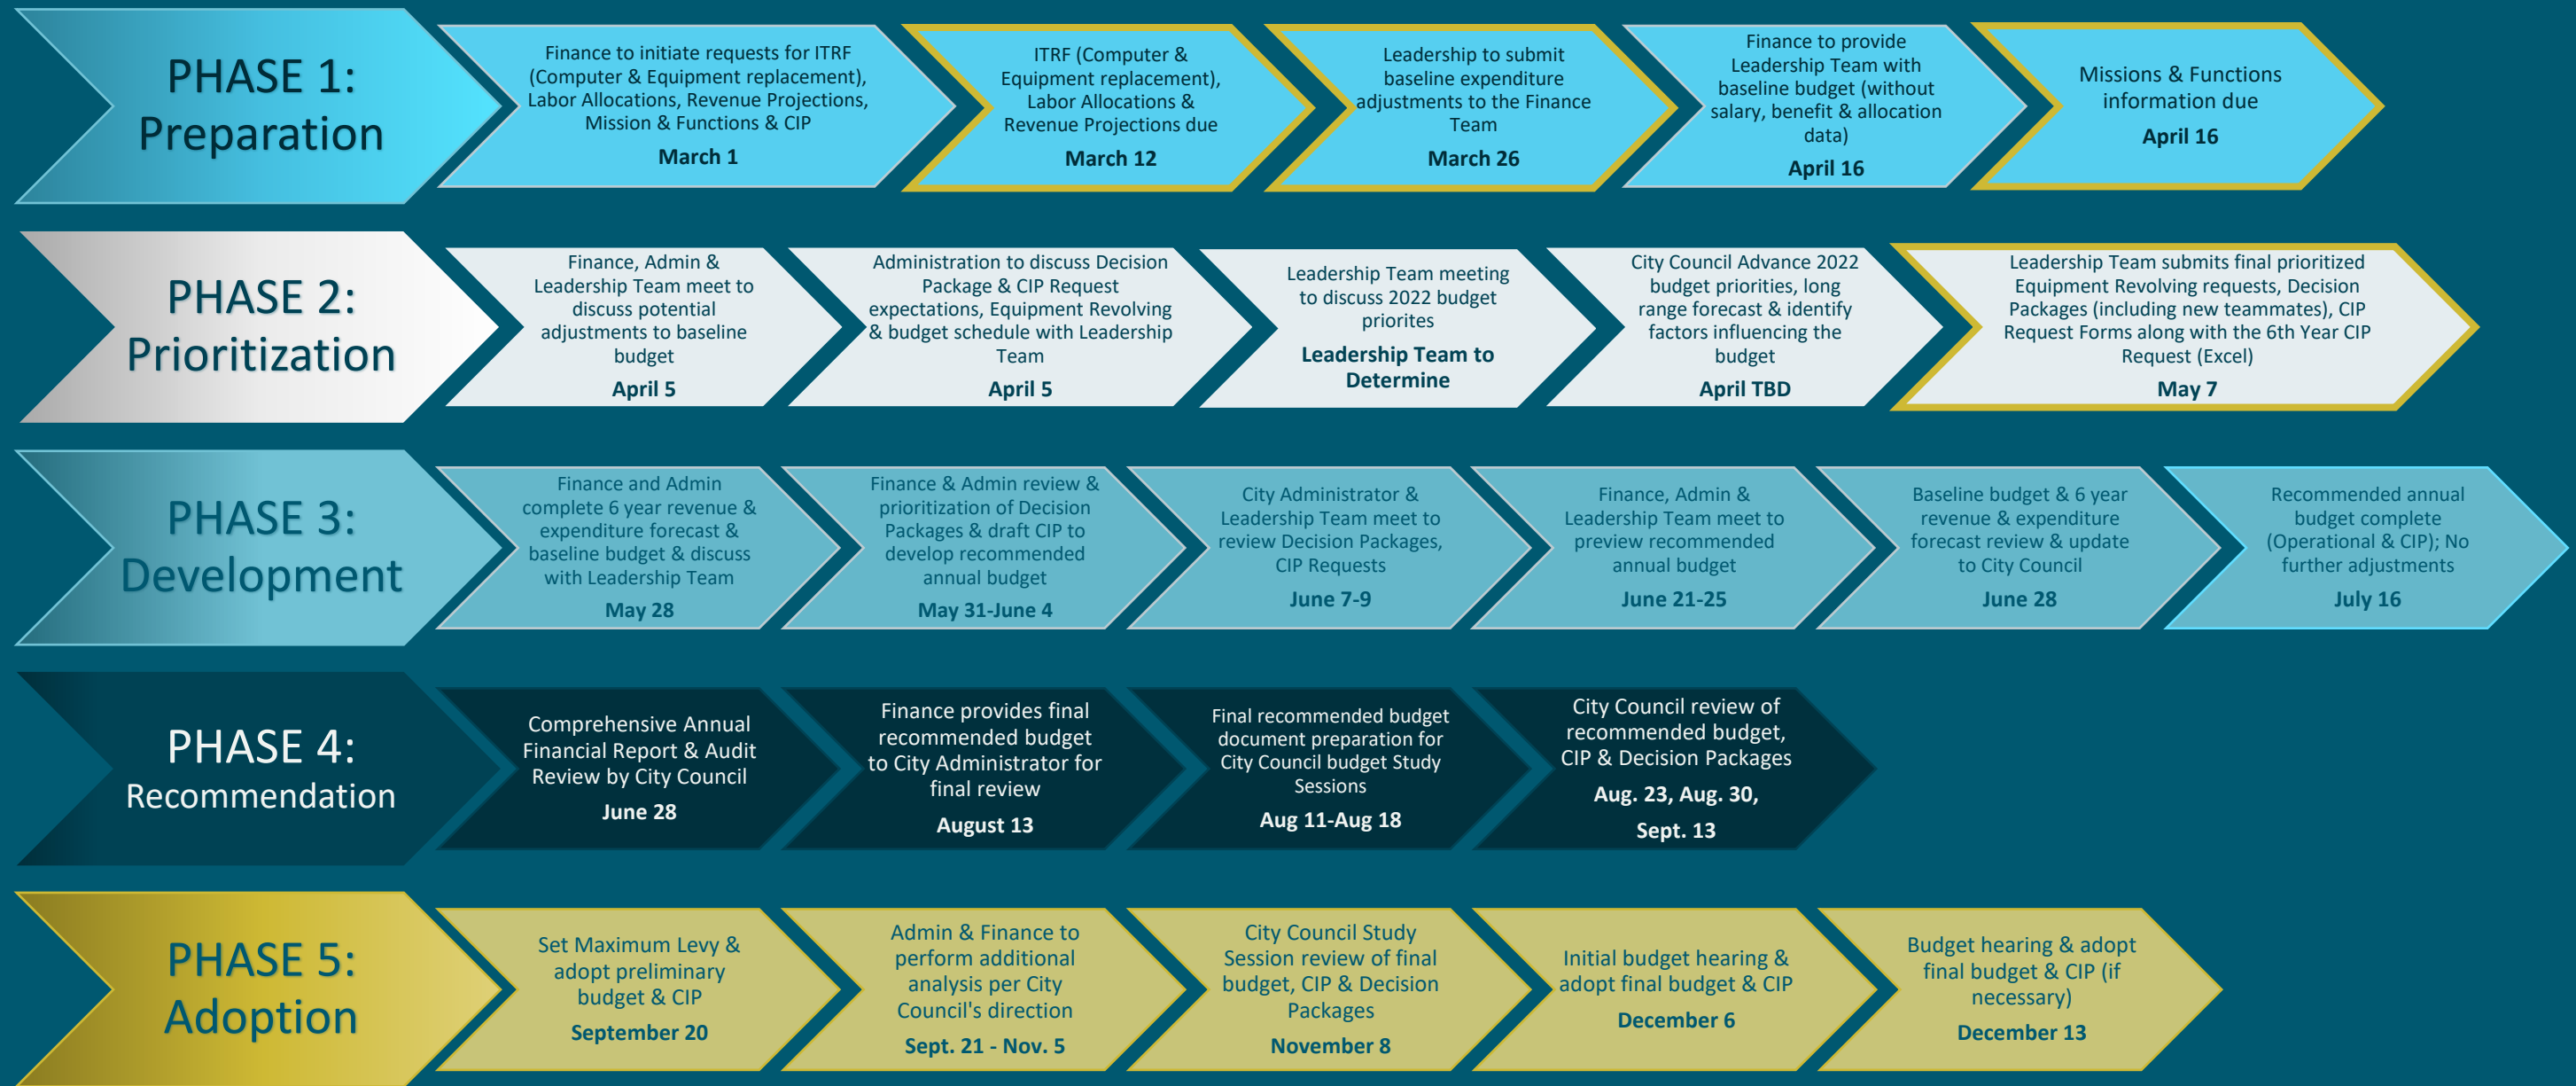 PHASE 1:
Preparation
Finance to initiate requests for ITRF
(Computer & Equipment replacement),
Labor Allocations, Revenue Projections,
Mission & Functions & CIP
March 1
ITRF (Computer &
Equipment replacement),
Labor Allocations &
Revenue Projections due
March 12
Leadership to submit
baseline expenditure
adjustments to the Finance
Team
March 26
Finance to provide
Leadership Team with
baseline budget (without
salary, benefit & allocation
data)
April 16
Missions & Functions
information due
April 16
PHASE 2:
Prioritization
Finance, Admin &
Leadership Team meet to
discuss potential
adjustments to baseline
budget
April 5
Administration to discuss Decision
Package & CIP Request
expectations, Equipment Revolving
& budget schedule with Leadership
Team
April 5
Leadership Team meeting
to discuss 2022 budget
priorites
Leadership Team to
Determine
City Council Advance 2022
budget priorities, long
range forecast & identify
factors influencing the
budget
April TBD
Leadership Team submits final prioritized
Equipment Revolving requests, Decision
Packages (including new teammates), CIP
Request Forms along with the 6th Year CIP
Request (Excel)
May 7
PHASE 3:
Development
Finance and Admin
complete 6 year revenue &
expenditure forecast &
baseline budget & discuss
with Leadership Team
May 28
Finance & Admin review &
prioritization of Decision
Packages & draft CIP to
develop recommended
annual budget
May 31-June 4
City Administrator &
Leadership Team meet to
review Decision Packages,
CIP Requests
June 7-9
Finance, Admin &
Leadership Team meet to
preview recommended
annual budget
June 21-25
Baseline budget & 6 year
revenue & expenditure
forecast review & update
to City Council
June 28
Recommended annual
budget complete
(Operational & CIP); No
further adjustments
July 16
PHASE 4:
Recommendation
Comprehensive Annual
Financial Report & Audit
Review by City Council
June 28
Finance provides final
recommended budget
to City Administrator for
final review
August 13
Final recommended budget
document preparation for
City Council budget Study
Sessions
Aug 11-Aug 18
City Council review of
recommended budget,
CIP & Decision Packages
Aug. 23, Aug. 30,
Sept. 13
PHASE 5:
Adoption
Set Maximum Levy &
adopt preliminary
budget & CIP
September 20
Admin & Finance to
perform additional
analysis per City
Council's direction
Sept. 21 - Nov. 5
City Council Study
Session review of final
budget, CIP & Decision
Packages
November 8
Initial budget hearing &
adopt final budget & CIP
December 6
Budget hearing & adopt
final budget & CIP (if
necessary)
December 13